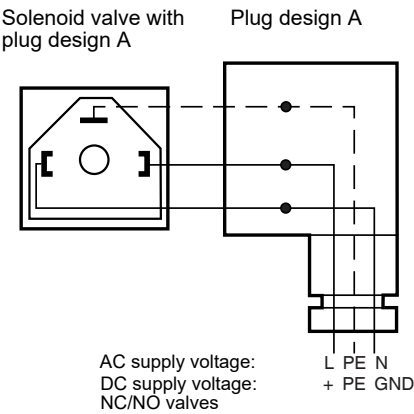 Solenoid valve with
plug design A
Plug design A
AC supply voltage: L PE N
DC supply voltage: + PE GND
NC/NO valves